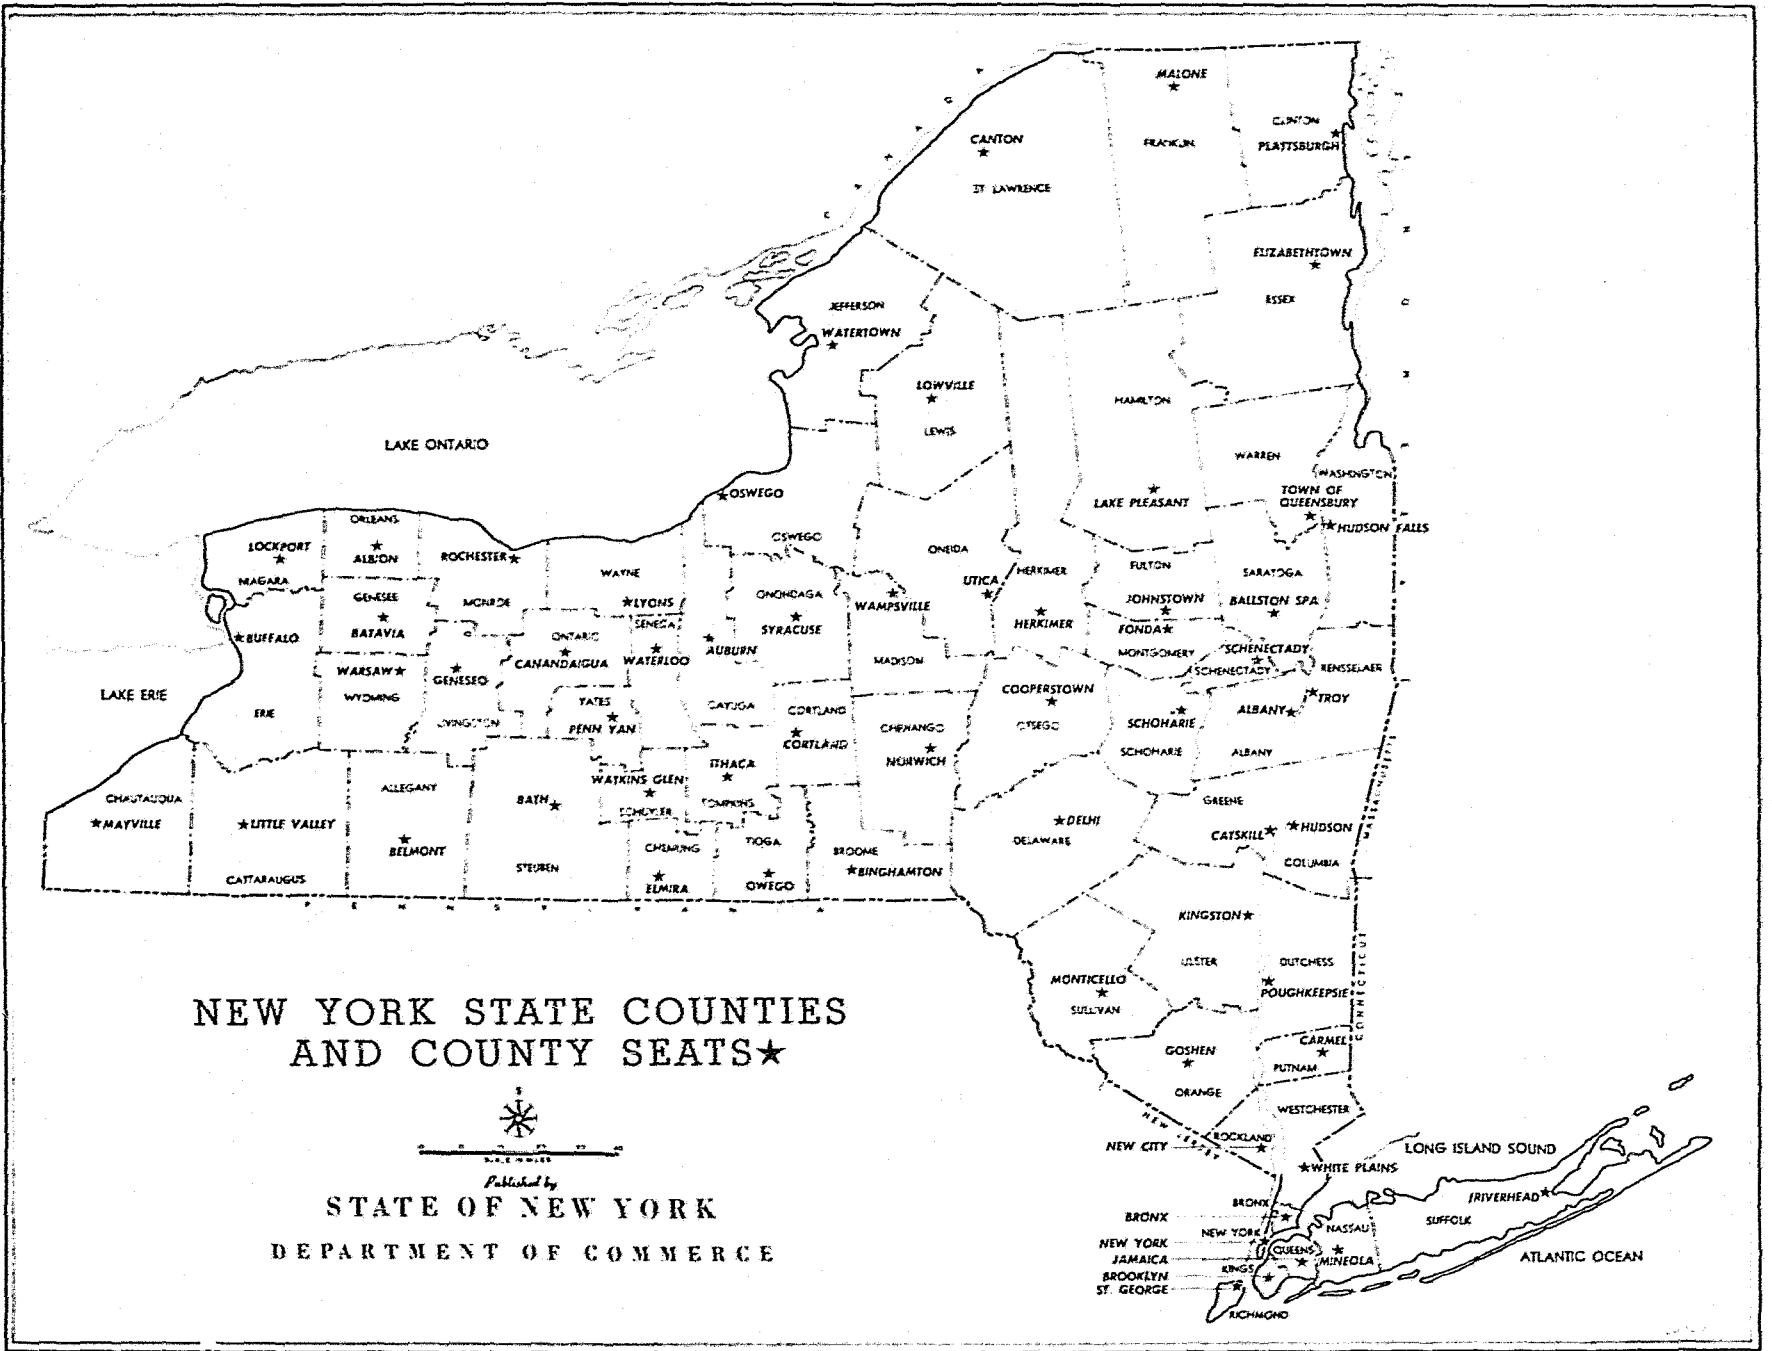 MALONE
CLINTON
PLATTSBURGH
CANTON
FRANKLIN
ST LAWRENCE
ELIZABETHTOWN
ESSEX
JEFFERSON
WATERTOWN
LOWVILLE
LEWIS
HAMILTON
LAKE ONTARIO
WARREN
WASHINGTON
LAKE PLEASANT
TOWN OF
QUEENSBURY
HUDSON FALLS
OSWEGO
OSWEGO
ORLEANS
LOCKPORT
ALBION
ROCHESTER
NIAGARA
WAYNE
ONEIDA
UTICA
HERKIMER
FULTON
SARATOGA
GENESEE
MONROE
LYONS
ONONDAGA
WAMPSVILLE
JOHNSTOWN
BALLSTON SPA
BATAVIA
BUFFALO
ONTARIO
SENECA
SYRACUSE
HERKIMER
FONDA
AUBURN
MONTGOMERY
SCHENECTADY
SCHENECTADY
RENSSELAER
WARSAW
GENESEO
CANANDAIGUA
WATERLOO
MADISON
LAKE ERIE
WYOMING
YATES
CAYUGA
CORTLAND
COOPERSTOWN
TROY
ALBANY
ERIE
LIVINGSTON
PENN YAN
CHENANGO
OTSEGO
SCHOHARIE
CORTLAND
NORWICH
SCHOHARIE
ALBANY
ITHACA
WATKINS GLEN
ALLEGANY
BATH
SCHUYLER
TOMPKINS
GREENE
CHAUTAUQUA
MAYVILLE
LITTLE VALLEY
BELMONT
DELHI
DELAWARE
CATSKILL
HUDSON
MASSACHUSETTS
CHEMUNG
TIOGA
BROOME
COLUMBIA
CATTARAUGUS
STEUBEN
ELMIRA
OWEGO
BINGHAMTON
KINGSTON
ULSTER
DUTCHESS
CONNECTICUT
MONTICELLO
POUGHKEEPSIE
SULLIVAN
NEW YORK STATE COUNTIES
AND COUNTY SEATS★
GOSHEN
CARMEL
PUTNAM
ORANGE
WESTCHESTER
NEW JERSEY
ROCKLAND
NEW CITY
WHITE PLAINS
LONG ISLAND SOUND
Published by
STATE OF NEW YORK
DEPARTMENT OF COMMERCE
RIVERHEAD
SUFFOLK
BRONX
BRONX
NEW YORK
NASSAU
NEW YORK
QUEENS
MINEOLA
JAMAICA
KINGS
BROOKLYN
ST. GEORGE
RICHMOND
ATLANTIC OCEAN